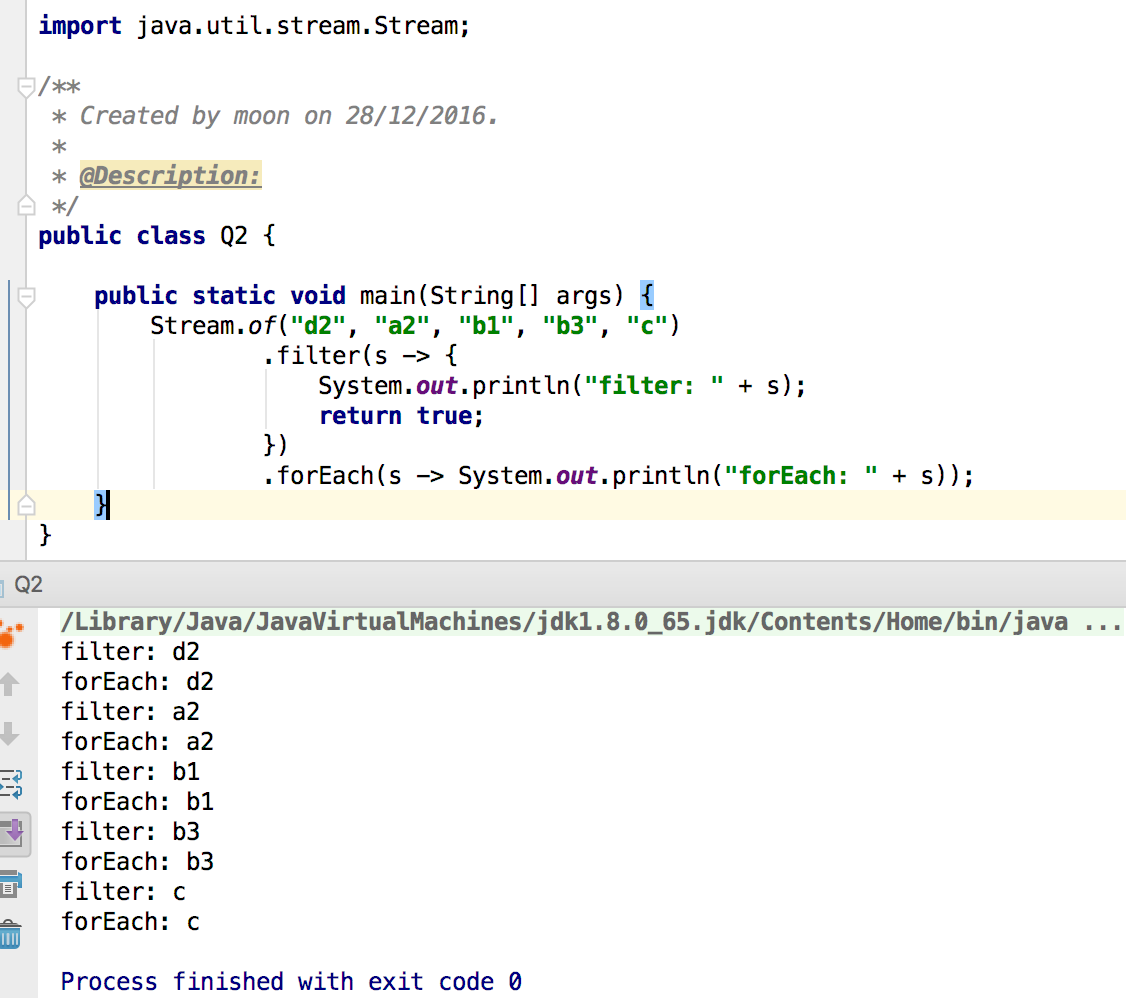 import java.util.stream.Stream;
/**
 * Created by moon on 28/12/2016.
 *
 * @Description:
 */
public class Q2 {
    public static void main(String[] args) {
        Stream.of("d2", "a2", "b1", "b3", "c")
                .filter(s -> {
                    System.out.println("filter: " + s);
                    return true;
                })
                .forEach(s -> System.out.println("forEach: " + s));
    }
}
Q2
/Library/Java/JavaVirtualMachines/jdk1.8.0_65.jdk/Contents/Home/bin/java ...
filter: d2
forEach: d2
filter: a2
forEach: a2
filter: b1
forEach: b1
filter: b3
forEach: b3
filter: c
forEach: c
Process finished with exit code 0